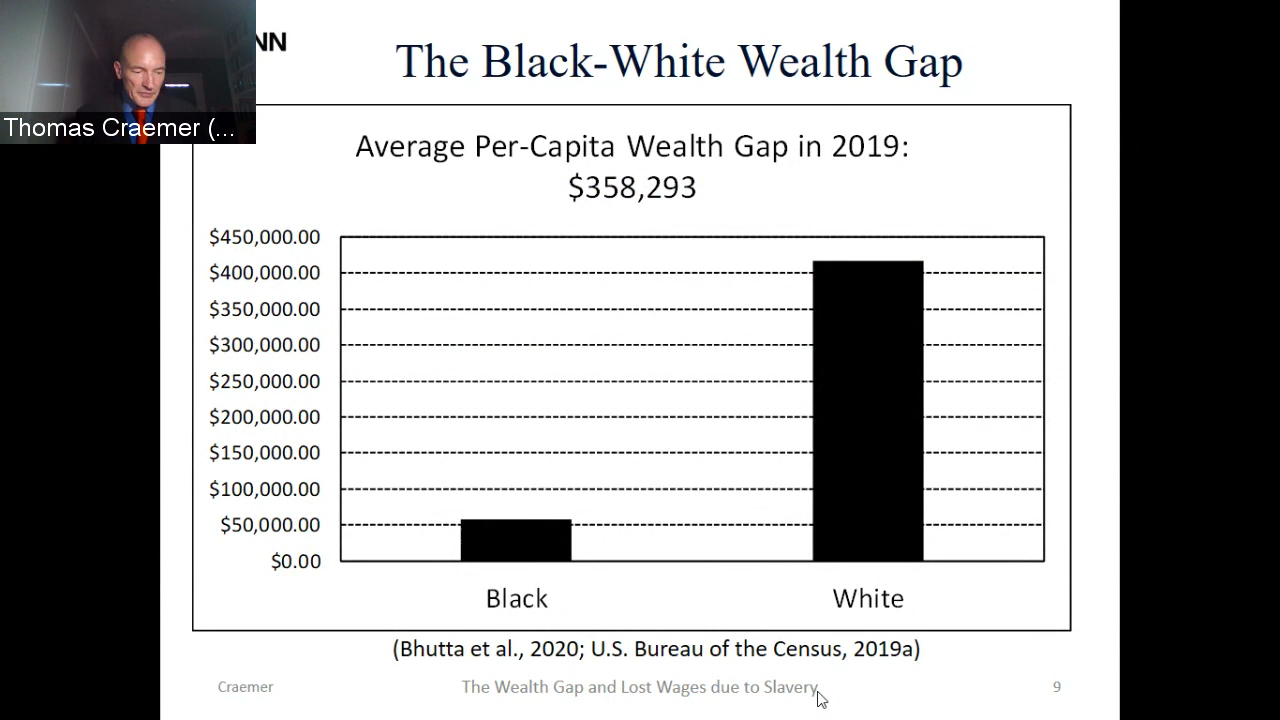 NN
The Black-White Wealth Gap
Thomas Craemer (...
Average Per-Capita Wealth Gap in 2019:
$358,293
$450,000.00
$400,000.00
$350,000.00
$300,000.00
$250,000.00
$200,000.00
$150,000.00
$100,000.00
$50,000.00
$0.00
Black White
(Bhutta et al., 2020; U.S. Bureau of the Census, 2019a)
Craemer The Wealth Gap and Lost Wages due to Slavery 9